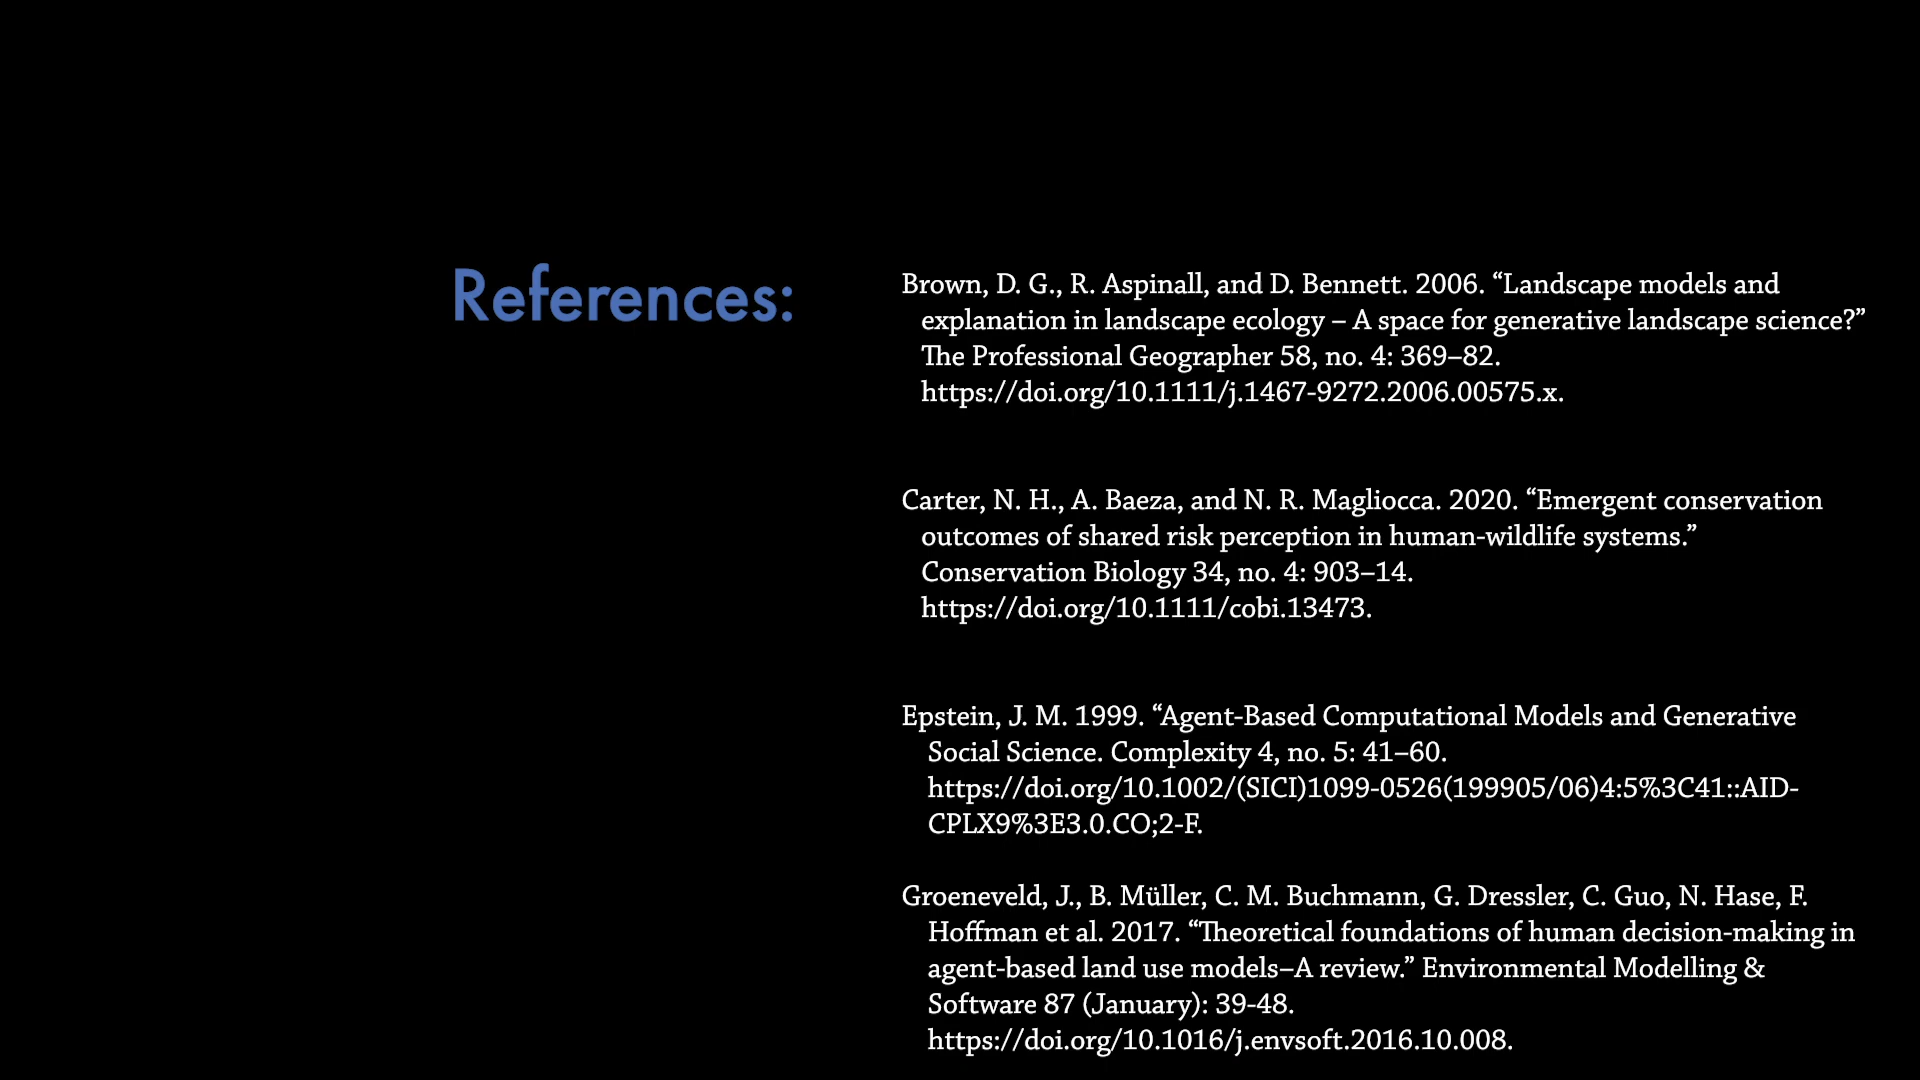 References:
Brown, D. G., R. Aspinall, and D. Bennett. 2006. “Landscape models and
explanation in landscape ecology – A space for generative landscape science?”
The Professional Geographer 58, no. 4: 369–82.
https://doi.org/10.1111/j.1467-9272.2006.00575.x.
Carter, N. H., A. Baeza, and N. R. Magliocca. 2020. “Emergent conservation
outcomes of shared risk perception in human-wildlife systems.”
Conservation Biology 34, no. 4: 903–14.
https://doi.org/10.1111/cobi.13473.
Epstein, J. M. 1999. “Agent-Based Computational Models and Generative
Social Science. Complexity 4, no. 5: 41–60.
https://doi.org/10.1002/(SICI)1099-0526(199905/06)4:5%3C41::AID-
CPLX9%3E3.0.CO;2-F.
Groeneveld, J., B. Müller, C. M. Buchmann, G. Dressler, C. Guo, N. Hase, F.
Hoffman et al. 2017. “Theoretical foundations of human decision-making in
agent-based land use models–A review.” Environmental Modelling &
Software 87 (January): 39-48.
https://doi.org/10.1016/j.envsoft.2016.10.008.